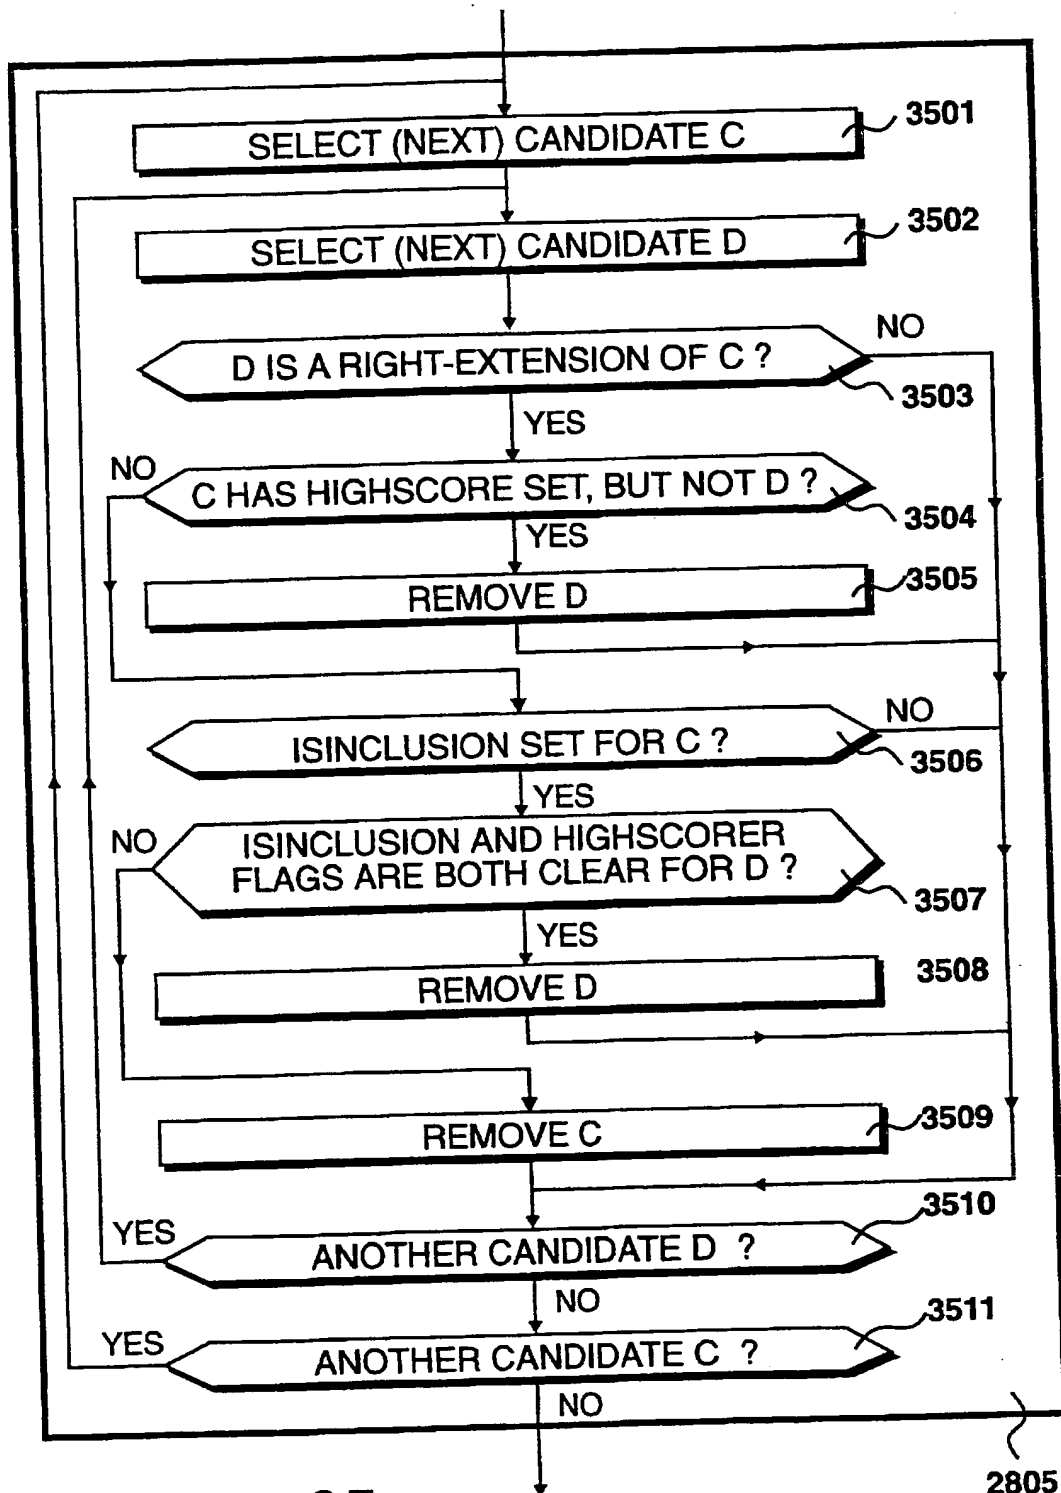 SELECT (NEXT) CANDIDATE C
3501
SELECT (NEXT) CANDIDATE D
3502
D IS A RIGHT-EXTENSION OF C ?
NO
3503
YES
NO
C HAS HIGHSCORE SET, BUT NOT D ?
3504
YES
REMOVE D
3505
ISINCLUSION SET FOR C ?
NO
3506
YES
NO
ISINCLUSION AND HIGHSCORER
FLAGS ARE BOTH CLEAR FOR D ?
3507
YES
REMOVE D
3508
REMOVE C
3509
YES
ANOTHER CANDIDATE D ?
3510
NO
YES
ANOTHER CANDIDATE C ?
3511
NO
2805